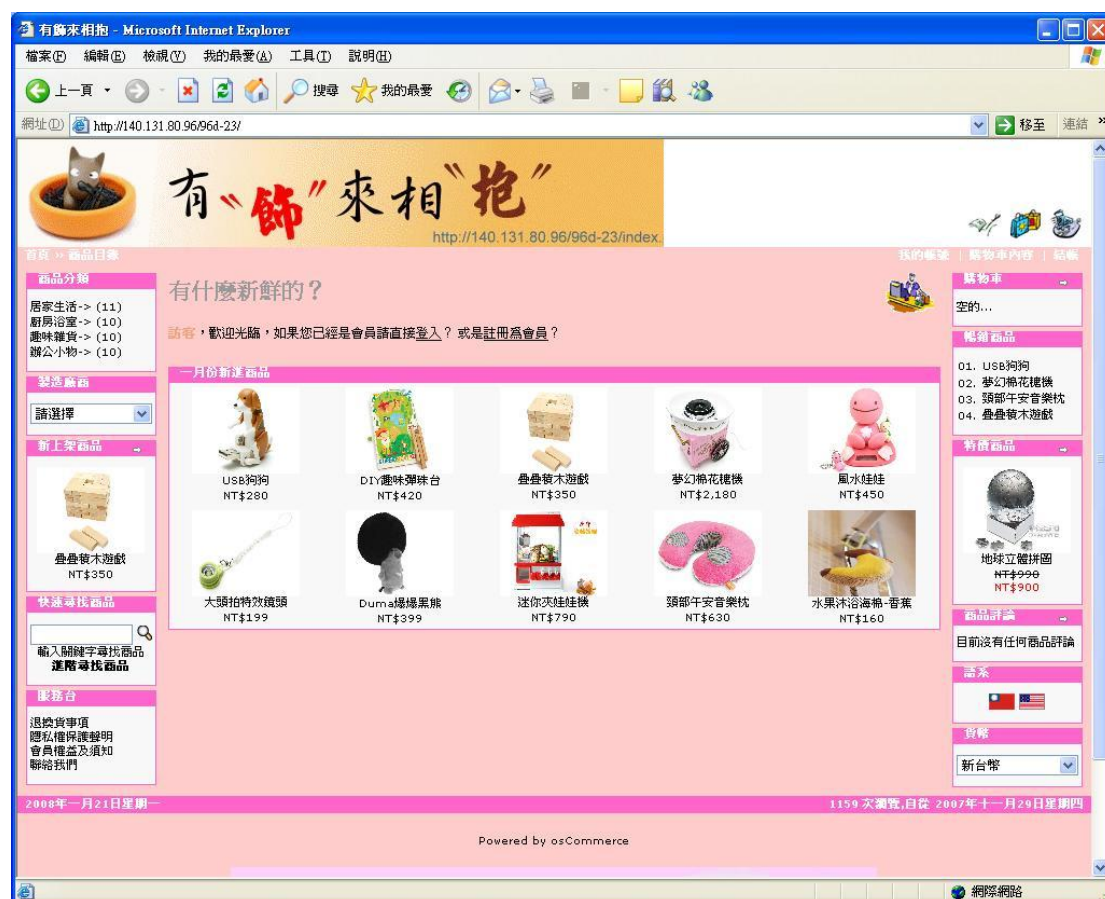 有飾來相抱 - Microsoft Internet Explorer
檔案(F) 編輯(E) 檢視(V) 我的最愛(A) 工具(T) 說明(H)
上一頁 搜尋 我的最愛
網址(D) http://140.131.80.96/96d-23/ 移至 連結 »
有“飾”來相“抱”
http://140.131.80.96/96d-23/index.
首頁 » 商品目錄 我的帳號 | 購物車內容 | 結帳
商品分類
居家生活-> (11)
廚房浴室-> (10)
趣味雜貨-> (10)
辦公小物-> (10)
製造廠商
請選擇
新上架商品
疊疊積木遊戲
NT$350
快速尋找商品
輸入關鍵字尋找商品
進階尋找商品
服務台
退換貨事項
隱私權保護聲明
會員權益及須知
聯絡我們
有什麼新鮮的？
訪客，歡迎光臨，如果您已經是會員請直接登入？ 或是註冊為會員？
一月份新進商品
USB狗狗 DIY趣味彈珠台 疊疊積木遊戲 夢幻棉花糖機 風水娃娃
NT$280 NT$420 NT$350 NT$2,180 NT$450
大頭拍特效鏡頭 Duma爆爆黑熊 迷你夾娃娃機 頸部午安音樂枕 水果沐浴海棉-香蕉
NT$199 NT$399 NT$790 NT$630 NT$160
購物車
空的...
暢銷商品
01. USB狗狗
02. 夢幻棉花糖機
03. 頸部午安音樂枕
04. 疊疊積木遊戲
特價商品
地球立體拼圖
NT$990
NT$900
商品評論
目前沒有任何商品評論
語系
貨幣
新台幣
2008年一月21日星期一 1159 次瀏覽,自從 2007年十一月29日星期四
Powered by osCommerce
網際網路